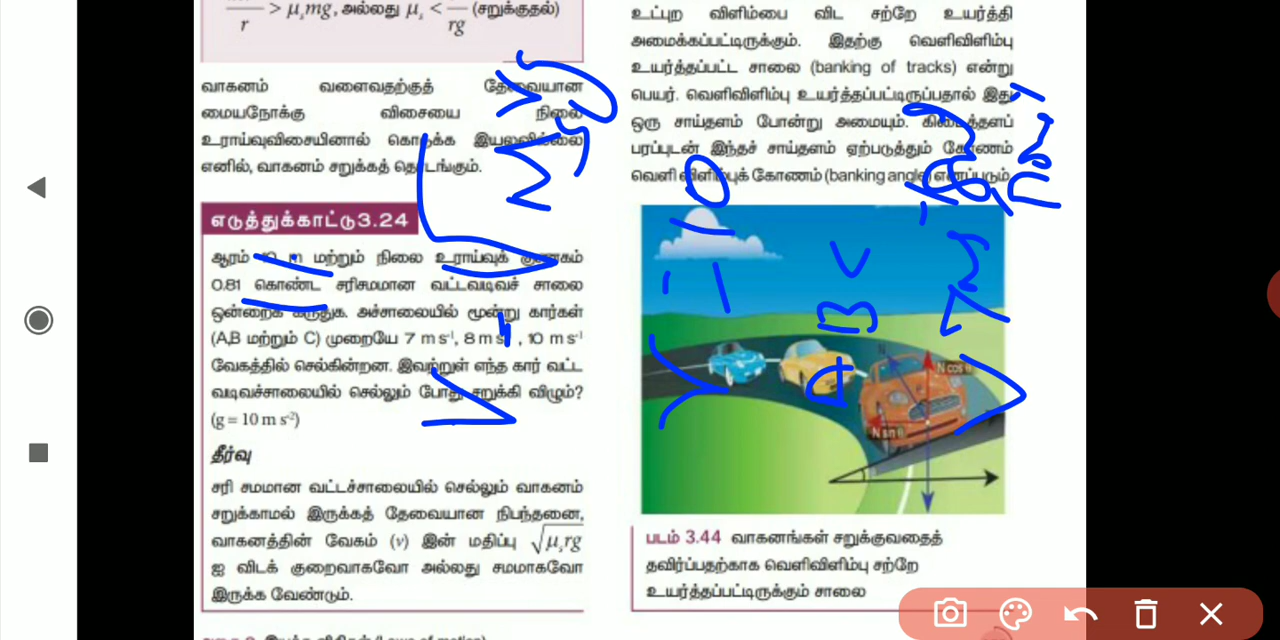 r > μₛmg, அல்லது μₛ < rg (சறுக்குதல்)
வாகனம் வளைவதற்குத் தேவையான
மையநோக்கு விசையை நிலை
உராய்வுவிசையினால் கொடுக்க இயலவில்லை
எனில், வாகனம் சறுக்கத் தொடங்கும்.
எடுத்துக்காட்டு 3.24
ஆரம் 10 m மற்றும் நிலை உராய்வுக் குணகம்
0.81 கொண்ட சரிசமமான வட்டவடிவச் சாலை
ஒன்றைக் கருதுக. அச்சாலையில் மூன்று கார்கள்
(A,B மற்றும் C) முறையே 7 m s⁻¹, 8 m s⁻¹, 10 m s⁻¹
வேகத்தில் செல்கின்றன. இவற்றுள் எந்த கார் வட்ட
வடிவச்சாலையில் செல்லும் போது சறுக்கி விழும்?
(g = 10 m s⁻²)
தீர்வு
சரி சமமான வட்டச்சாலையில் செல்லும் வாகனம்
சறுக்காமல் இருக்கத் தேவையான நிபந்தனை,
வாகனத்தின் வேகம் (v) இன் மதிப்பு √μₛrg
ஐ விடக் குறைவாகவோ அல்லது சமமாகவோ
இருக்க வேண்டும்.
உட்புற விளிம்பை விட சற்றே உயர்த்தி
அமைக்கப்பட்டிருக்கும். இதற்கு வெளிவிளிம்பு
உயர்த்தப்பட்ட சாலை (banking of tracks) என்று
பெயர். வெளிவிளிம்பு உயர்த்தப்பட்டிருப்பதால் இது
ஒரு சாய்தளம் போன்று அமையும். கிடைத்தளப்
பரப்புடன் இந்தச் சாய்தளம் ஏற்படுத்தும் கோணம்
வெளி விளிம்புக் கோணம் (banking angle) எனப்படும்.
N
N cos θ
N sin θ
படம் 3.44 வாகனங்கள் சறுக்குவதைத்
தவிர்ப்பதற்காக வெளிவிளிம்பு சற்றே
உயர்த்தப்பட்டிருக்கும் சாலை